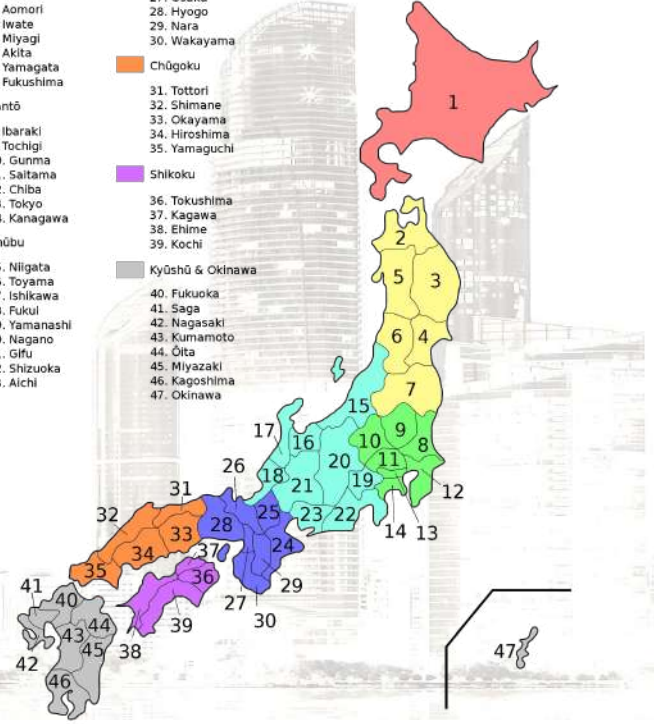 Aomori
Iwate
Miyagi
Akita
Yamagata
Fukushima
ntō
Ibaraki
Tochigi
. Gunma
. Saitama
. Chiba
. Tokyo
. Kanagawa
ūbu
. Niigata
. Toyama
. Ishikawa
. Fukui
. Yamanashi
. Nagano
. Gifu
. Shizuoka
. Aichi
28. Hyogo
29. Nara
30. Wakayama
Chūgoku
31. Tottori
32. Shimane
33. Okayama
34. Hiroshima
35. Yamaguchi
Shikoku
36. Tokushima
37. Kagawa
38. Ehime
39. Kochi
Kyūshū & Okinawa
40. Fukuoka
41. Saga
42. Nagasaki
43. Kumamoto
44. Ōita
45. Miyazaki
46. Kagoshima
47. Okinawa
1
2
5
3
6
4
7
15
17
16
10
9
8
11
20
26
18
21
19
12
31
25
23
22
14
13
32
28
33
24
34
37
35
36
29
41
40
27
30
39
44
43
45
42
38
46
47